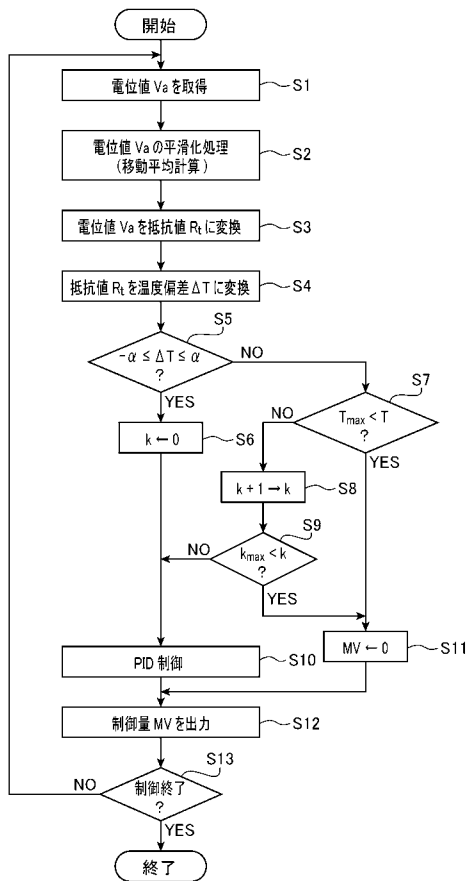 開始
電位値 Vaを取得
S1
電位値 Vaの平滑化処理
(移動平均計算)
S2
電位値 Vaを抵抗値 Rtに変換
S3
抵抗値 Rtを温度偏差ΔTに変換
S4
S5
-α ≤ ΔT ≤ α
?
NO
YES
S7
Tmax < T
?
NO
YES
k ← 0
S6
k + 1 → k
S8
S9
kmax < k
?
NO
YES
MV ← 0
S11
PID 制御
S10
制御量 MVを出力
S12
S13
制御終了
?
NO
YES
終了